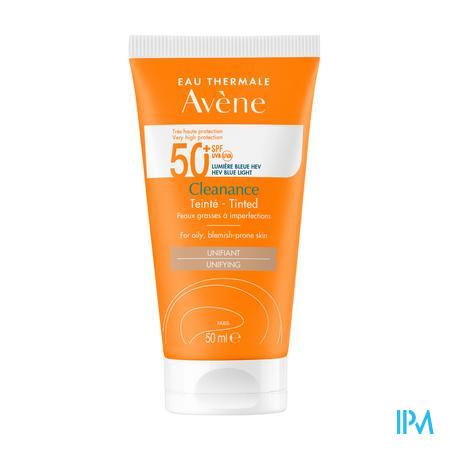 EAU THERMALE
Avène
Très haute protection
Very high protection
50+ SPF
UVB-UVA
LUMIÈRE BLEUE HEV
HEV BLUE LIGHT
Cleanance
Teinté - Tinted
Peaux grasses à imperfections
For oily, blemish-prone skin
UNIFIANT
UNIFYING
PARIS
50 ml e
IPM